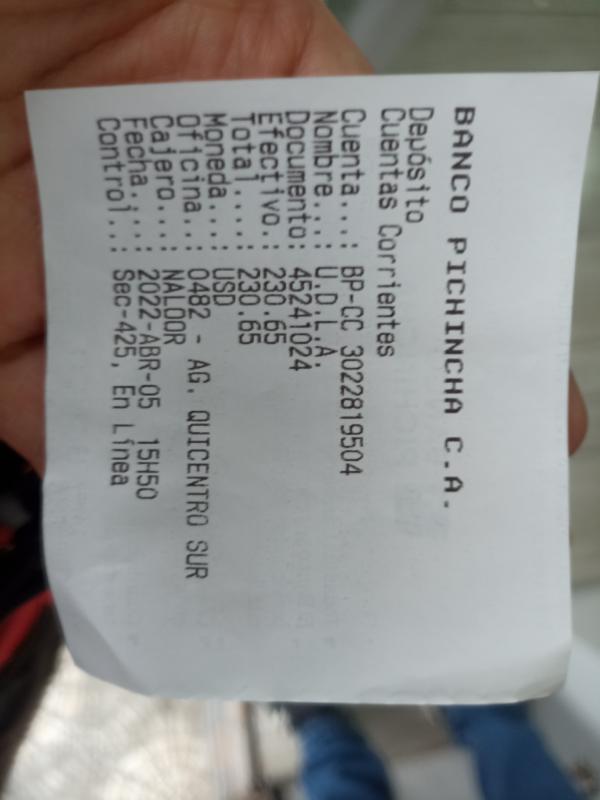 BANCO PICHINCHA C.A.
Depósito
Cuentas Corrientes
Cuenta...: BP-CC 3022819504
Nombre...: U.D.L.A.
Documento: 45241024
Efectivo.: 230.65
Total....: 230.65
Moneda...: USD
Oficina..: 0482 - AG. QUICENTRO SUR
Cajero...: NALOOR
Fecha....: 2022-ABR-05 15H50
Control..: Sec-425, En Línea